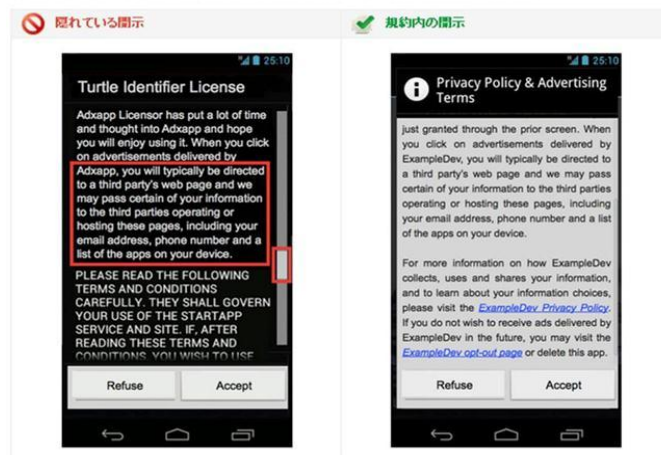 隠れている開示
規約内の開示
25:10
Turtle Identifier License
Adxapp Licensor has put a lot of time
and thought into Adxapp and hope
you will enjoy using it. When you click
on advertisements delivered by
Adxapp, you will typically be directed
to a third party's web page and we
may pass certain of your information
to the third parties operating or
hosting these pages, including your
email address, phone number and a
list of the apps on your device.
PLEASE READ THE FOLLOWING
TERMS AND CONDITIONS
CAREFULLY. THEY SHALL GOVERN
YOUR USE OF THE STARTAPP
SERVICE AND SITE. IF, AFTER
READING THESE TERMS AND
CONDITIONS, YOU WISH TO USE
Refuse
Accept
25:10
Privacy Policy & Advertising
Terms
just granted through the prior screen. When
you click on advertisements delivered by
ExampleDev, you will typically be directed to
a third party's web page and we may pass
certain of your information to the third parties
operating or hosting these pages, including
your email address, phone number and a list
of the apps on your device.
For more information on how ExampleDev
collects, uses and shares your information,
and to learn about your information choices,
please visit the ExampleDev Privacy Policy.
If you do not wish to receive ads delivered by
ExampleDev in the future, you may visit the
ExampleDev opt-out page or delete this app.
Refuse
Accept